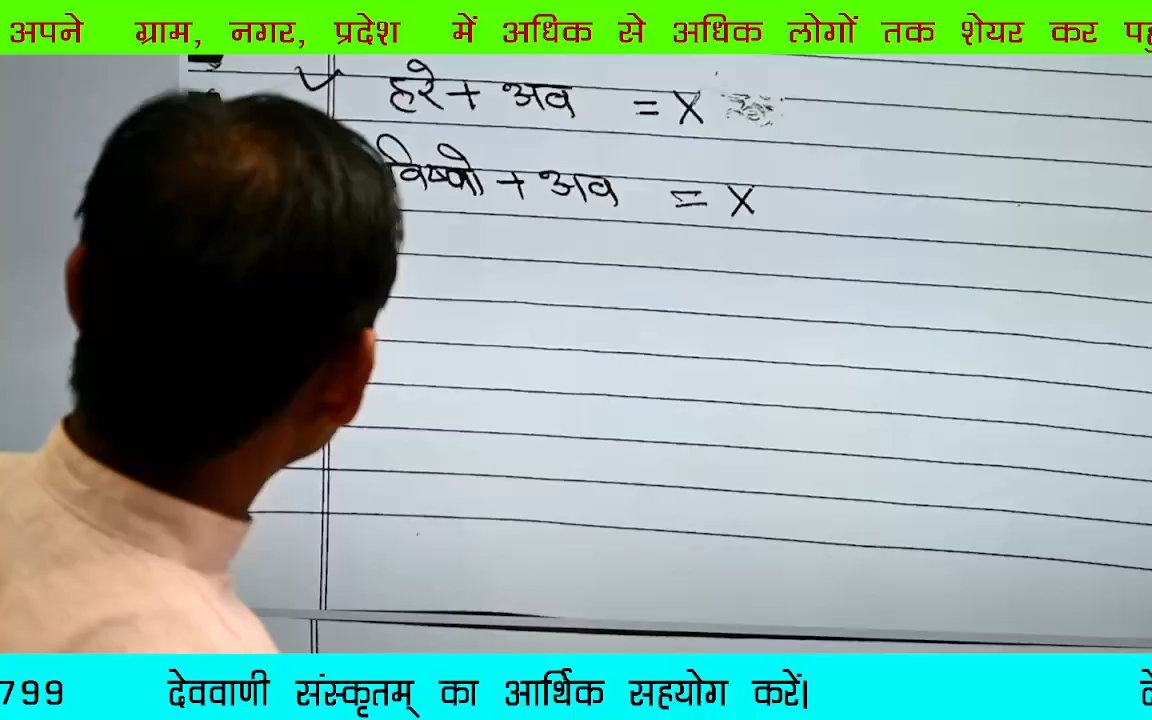 अपने ग्राम, नगर, प्रदेश में अधिक से अधिक लोगों तक शेयर कर
हरे + अव = X
विष्णो + अव = X
799 देववाणी संस्कृतम् का आर्थिक सहयोग करें।